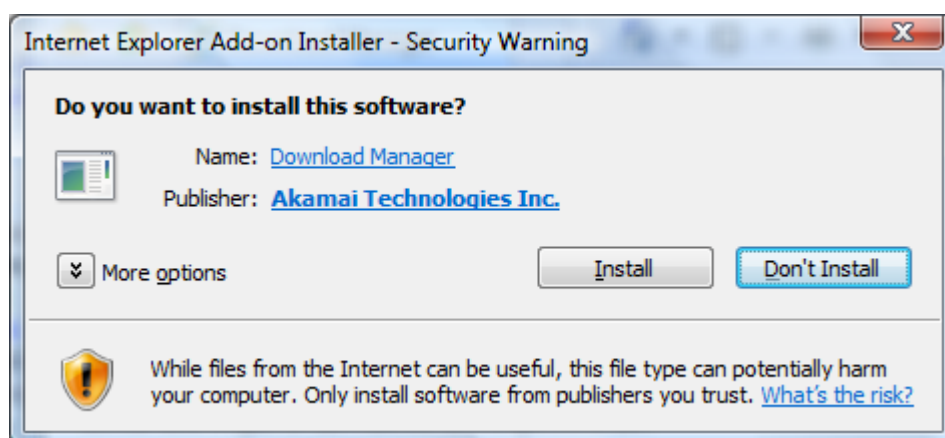 Internet Explorer Add-on Installer - Security Warning
Do you want to install this software?
Name: Download Manager
Publisher: Akamai Technologies Inc.
More options
Install
Don't Install
While files from the Internet can be useful, this file type can potentially harm
your computer. Only install software from publishers you trust. What's the risk?